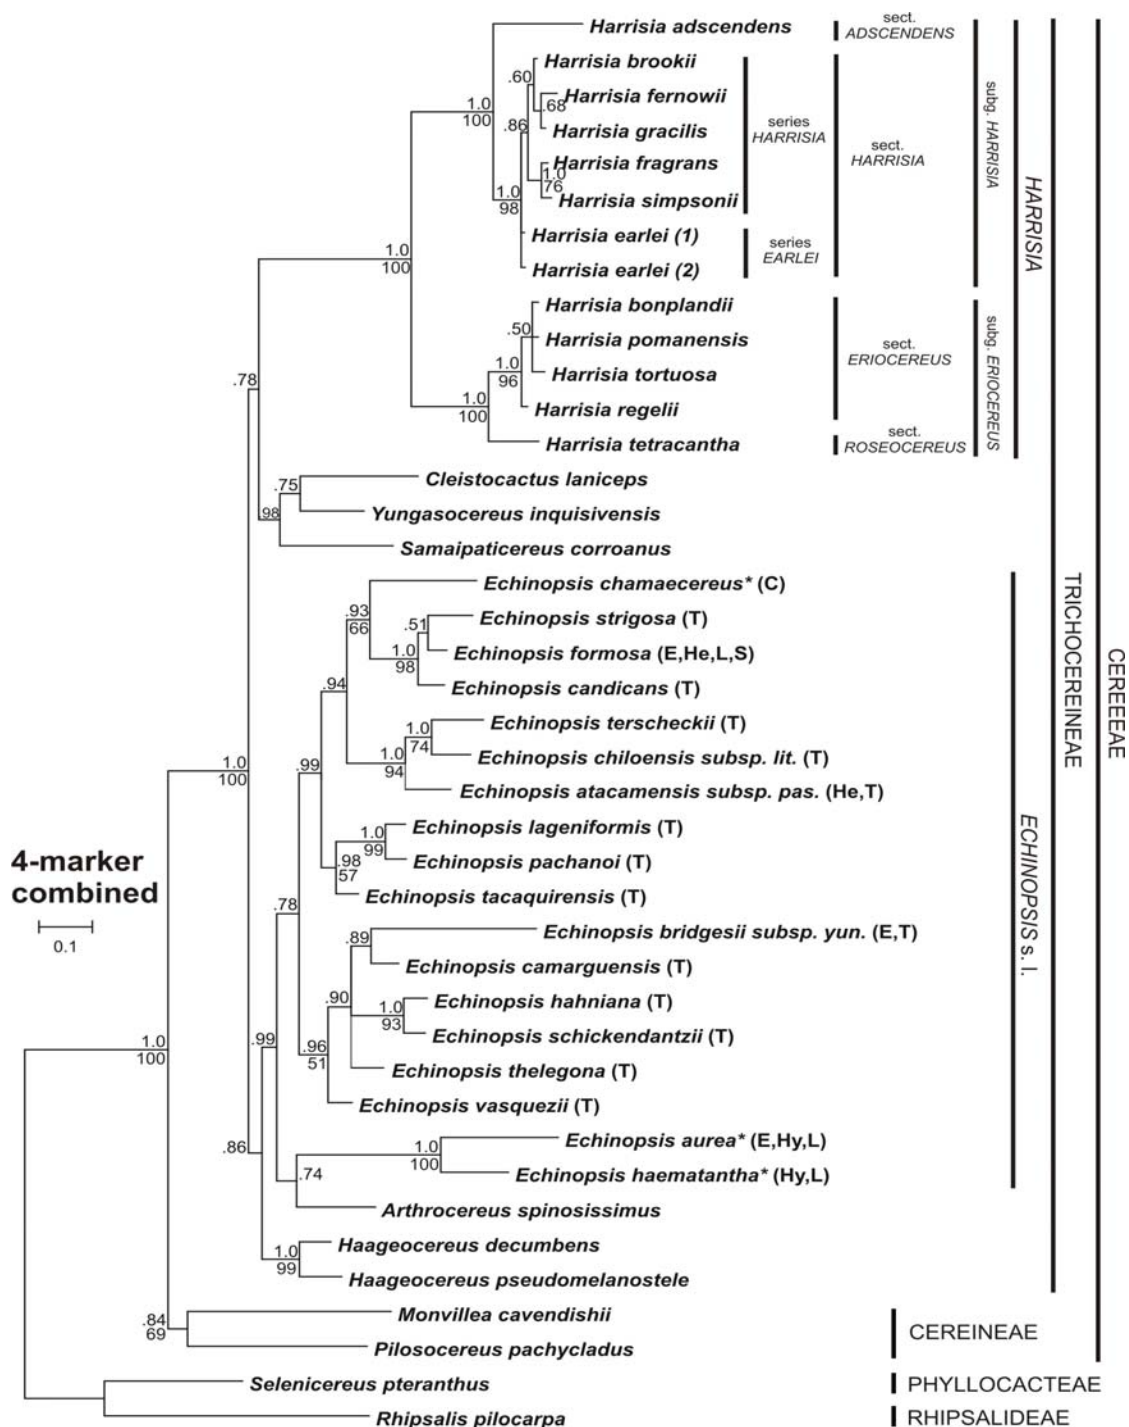 Harrisia adscendens
sect.
ADSCENDENS
Harrisia brookii
.60
Harrisia fernowii
.68
Harrisia gracilis
.86
series
HARRISIA
sect.
HARRISIA
subg. HARRISIA
HARRISIA
1.0
100
Harrisia fragrans
1.0
76
Harrisia simpsonii
1.0
98
Harrisia earlei (1)
series
EARLEI
Harrisia earlei (2)
1.0
100
Harrisia bonplandii
.50
Harrisia pomanensis
sect.
ERIOCEREUS
subg. ERIOCEREUS
1.0
96
Harrisia tortuosa
.78
1.0
100
Harrisia regelii
Harrisia tetracantha
sect.
ROSEOCEREUS
Cleistocactus laniceps
.75
Yungasocereus inquisivensis
.98
Samaipaticereus corroanus
Echinopsis chamaecereus* (C)
TRICHOCEREINEAE
CEREEAE
.93
66
Echinopsis strigosa (T)
.51
Echinopsis formosa (E,He,L,S)
1.0
98
Echinopsis candicans (T)
.94
Echinopsis terscheckii (T)
1.0
74
Echinopsis chiloensis subsp. lit. (T)
1.0
94
Echinopsis atacamensis subsp. pas. (He,T)
.99
1.0
100
Echinopsis lageniformis (T)
1.0
99
Echinopsis pachanoi (T)
.98
57
Echinopsis tacaquirensis (T)
4-marker
combined
0.1
ECHINOPSIS s. l.
.78
Echinopsis bridgesii subsp. yun. (E,T)
.89
Echinopsis camarguensis (T)
.90
Echinopsis hahniana (T)
1.0
93
Echinopsis schickendantzii (T)
.99
.96
51
Echinopsis thelegona (T)
1.0
100
Echinopsis vasquezii (T)
Echinopsis aurea* (E,Hy,L)
.86
1.0
100
Echinopsis haematantha* (Hy,L)
.74
Arthrocereus spinosissimus
Haageocereus decumbens
1.0
99
Haageocereus pseudomelanostele
Monvillea cavendishii
.84
69
CEREINEAE
Pilosocereus pachycladus
Selenicereus pteranthus
PHYLLOCACTEAE
Rhipsalis pilocarpa
RHIPSALIDEAE